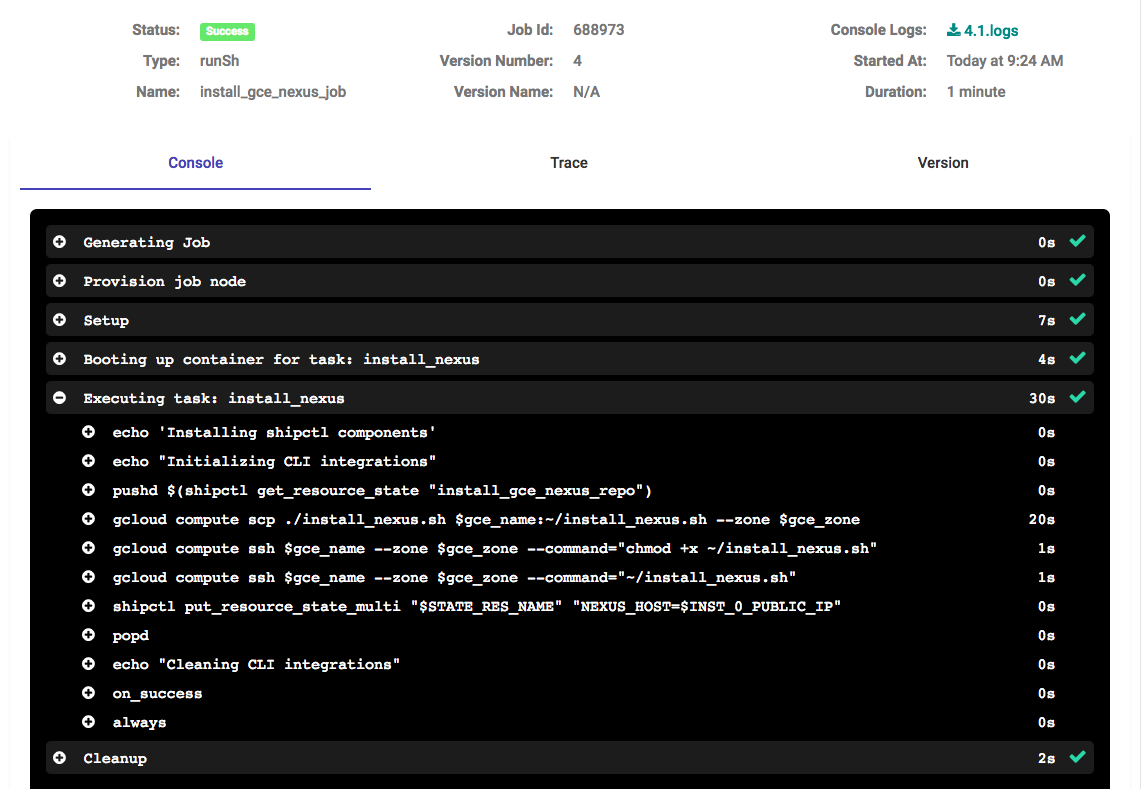 Status: Success Job Id: 688973 Console Logs: 4.1.logs
Type: runSh Version Number: 4 Started At: Today at 9:24 AM
Name: install_gce_nexus_job Version Name: N/A Duration: 1 minute
Console Trace Version
Generating Job 0s
Provision job node 0s
Setup 7s
Booting up container for task: install_nexus 4s
Executing task: install_nexus 30s
echo 'Installing shipctl components' 0s
echo "Initializing CLI integrations" 0s
pushd $(shipctl get_resource_state "install_gce_nexus_repo") 0s
gcloud compute scp ./install_nexus.sh $gce_name:~/install_nexus.sh --zone $gce_zone 20s
gcloud compute ssh $gce_name --zone $gce_zone --command="chmod +x ~/install_nexus.sh" 1s
gcloud compute ssh $gce_name --zone $gce_zone --command="~/install_nexus.sh" 1s
shipctl put_resource_state_multi "$STATE_RES_NAME" "NEXUS_HOST=$INST_0_PUBLIC_IP" 0s
popd 0s
echo "Cleaning CLI integrations" 0s
on_success 0s
always 0s
Cleanup 2s